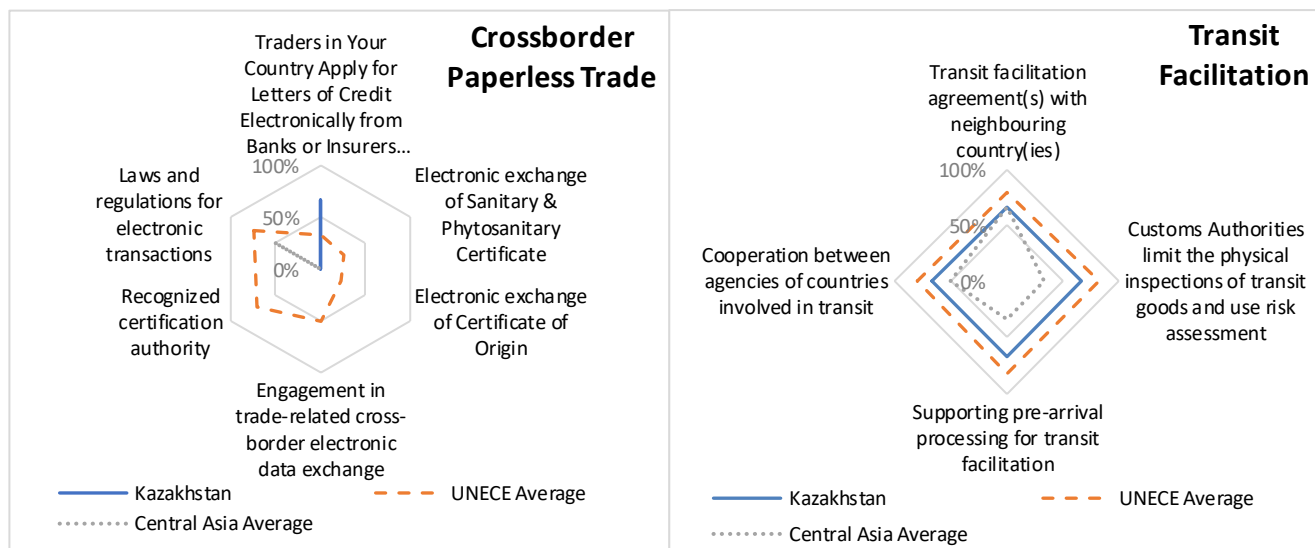 Crossborder
Paperless Trade
Traders in Your
Country Apply for
Letters of Credit
Electronically from
Banks or Insurers…
100%
50%
0%
Electronic exchange
of Sanitary &
Phytosanitary
Certificate
Electronic exchange
of Certificate of
Origin
Engagement in
trade-related cross-
border electronic
data exchange
Recognized
certification
authority
Laws and
regulations for
electronic
transactions
Kazakhstan
UNECE Average
Central Asia Average
Transit
Facilitation
Transit facilitation
agreement(s) with
neighbouring
country(ies)
100%
50%
0%
Customs Authorities
limit the physical
inspections of transit
goods and use risk
assessment
Supporting pre-arrival
processing for transit
facilitation
Cooperation between
agencies of countries
involved in transit
Kazakhstan
UNECE Average
Central Asia Average